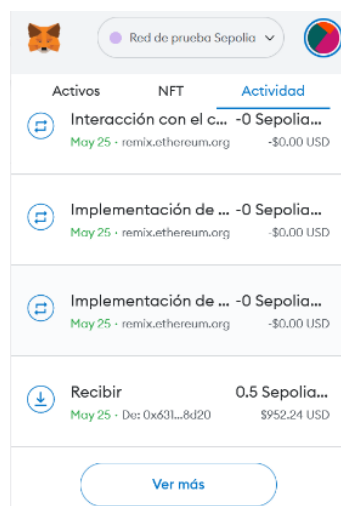 Red de prueba Sepolia
Activos NFT Actividad
Interacción con el c... -0 Sepolia...
May 25 · remix.ethereum.org -$0.00 USD
Implementación de ... -0 Sepolia...
May 25 · remix.ethereum.org -$0.00 USD
Implementación de ... -0 Sepolia...
May 25 · remix.ethereum.org -$0.00 USD
Recibir 0.5 Sepolia...
May 25 · De: 0x631...8d20 $952.24 USD
Ver más